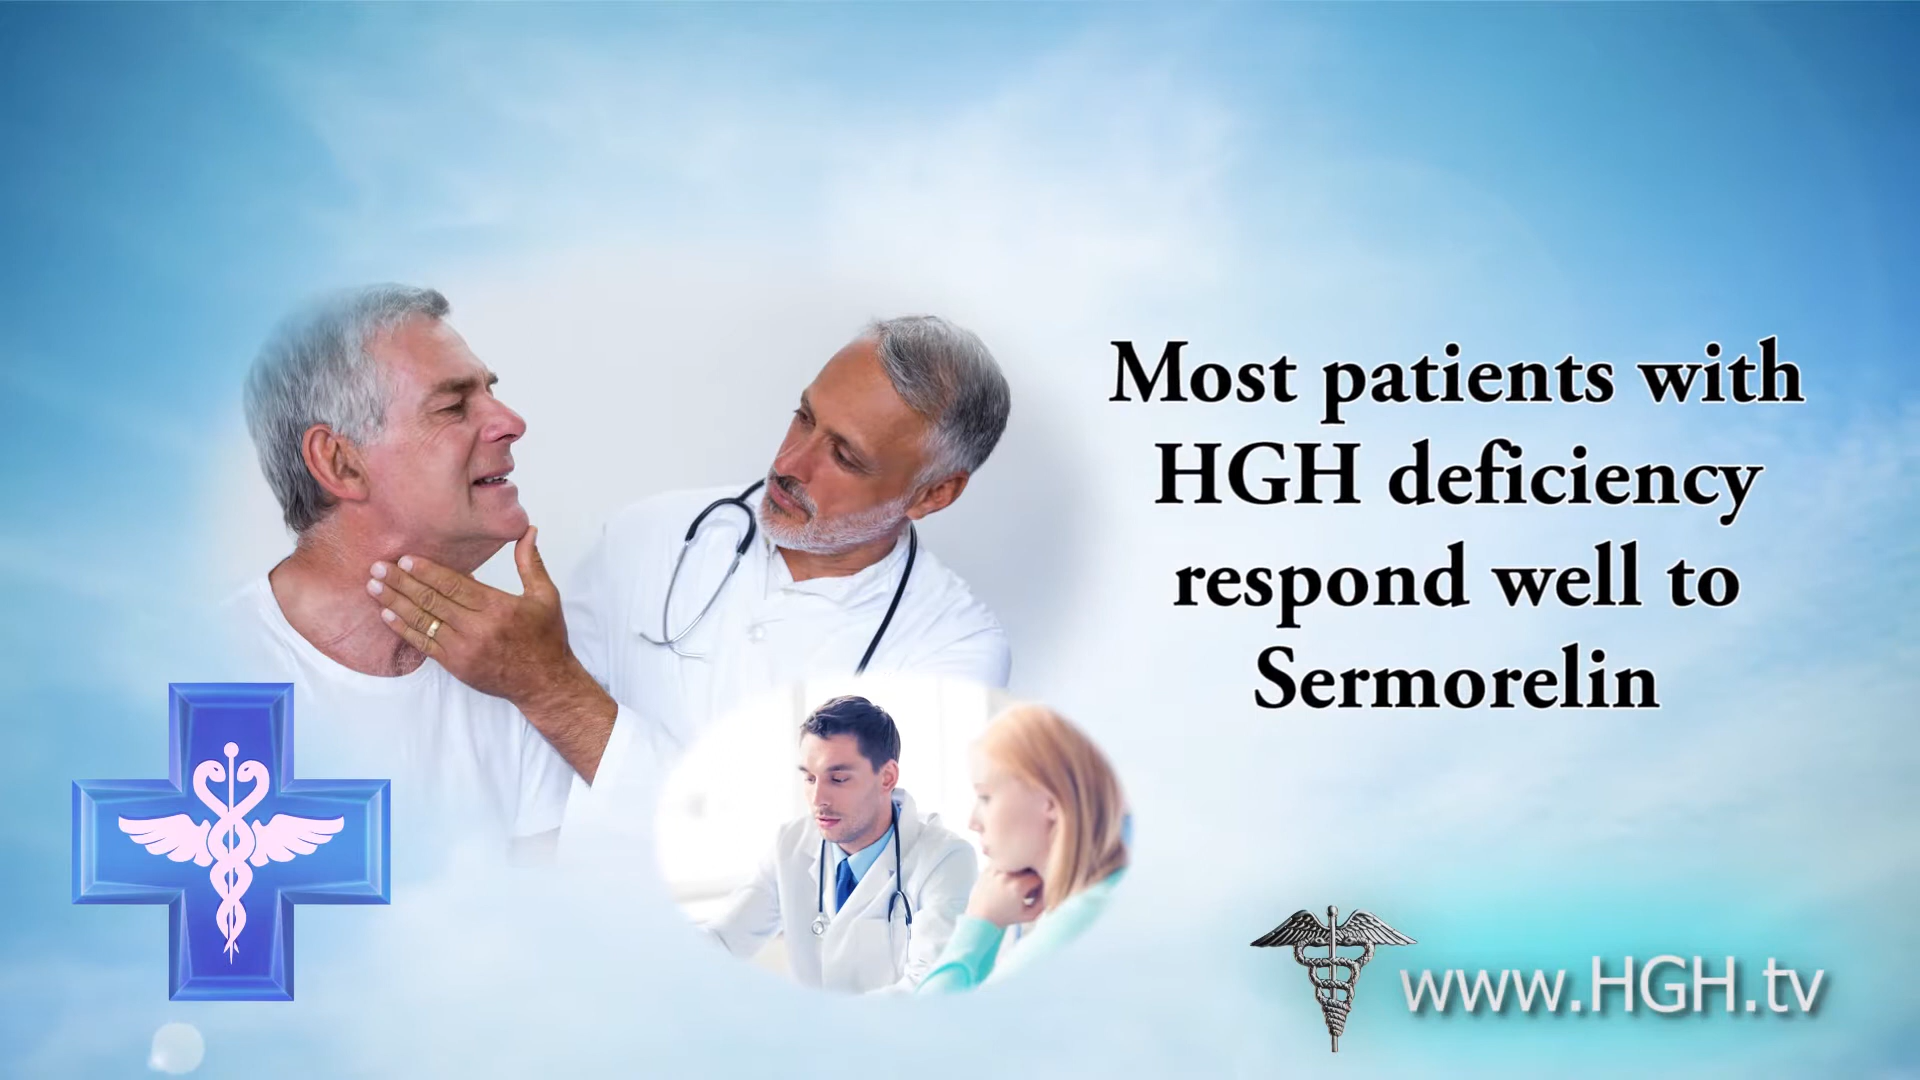 Most patients with
HGH deficiency
respond well to
Sermorelin
www.HGH.tv